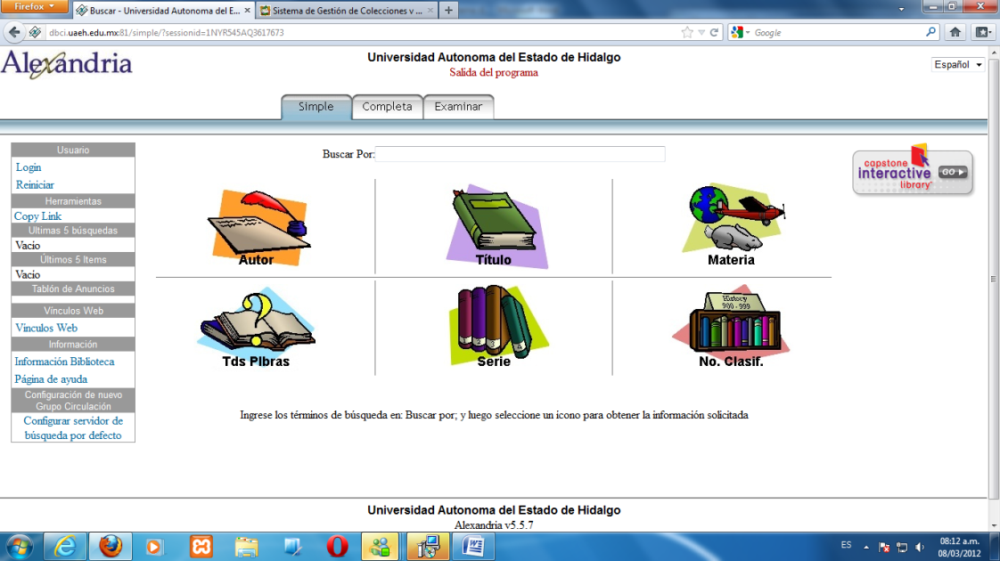 Firefox
Buscar - Universidad Autonoma del E...
Sistema de Gestión de Colecciones v ...
dbci.uaeh.edu.mx:81/simple/?sessionid=1NYR545AQ3617673
Google
Alexandria
Universidad Autonoma del Estado de Hidalgo
Salida del programa
Español
Simple
Completa
Examinar
Usuario
Login
Reiniciar
Herramientas
Copy Link
Ultimas 5 búsquedas
Vacio
Últimos 5 Items
Vacio
Tablón de Anuncios
Vínculos Web
Vinculos Web
Información
Información Biblioteca
Página de ayuda
Configuración de nuevo
Grupo Circulación
Configurar servidor de
búsqueda por defecto
Buscar Por:
Autor
Título
Materia
Tds Plbras
Serie
History
900 - 999
No. Clasif.
capstone
interactive
library
GO
Ingrese los términos de búsqueda en: Buscar por; y luego seleccione un icono para obtener la información solicitada
Universidad Autonoma del Estado de Hidalgo
Alexandria v5.5.7
ES
08:12 a.m.
08/03/2012